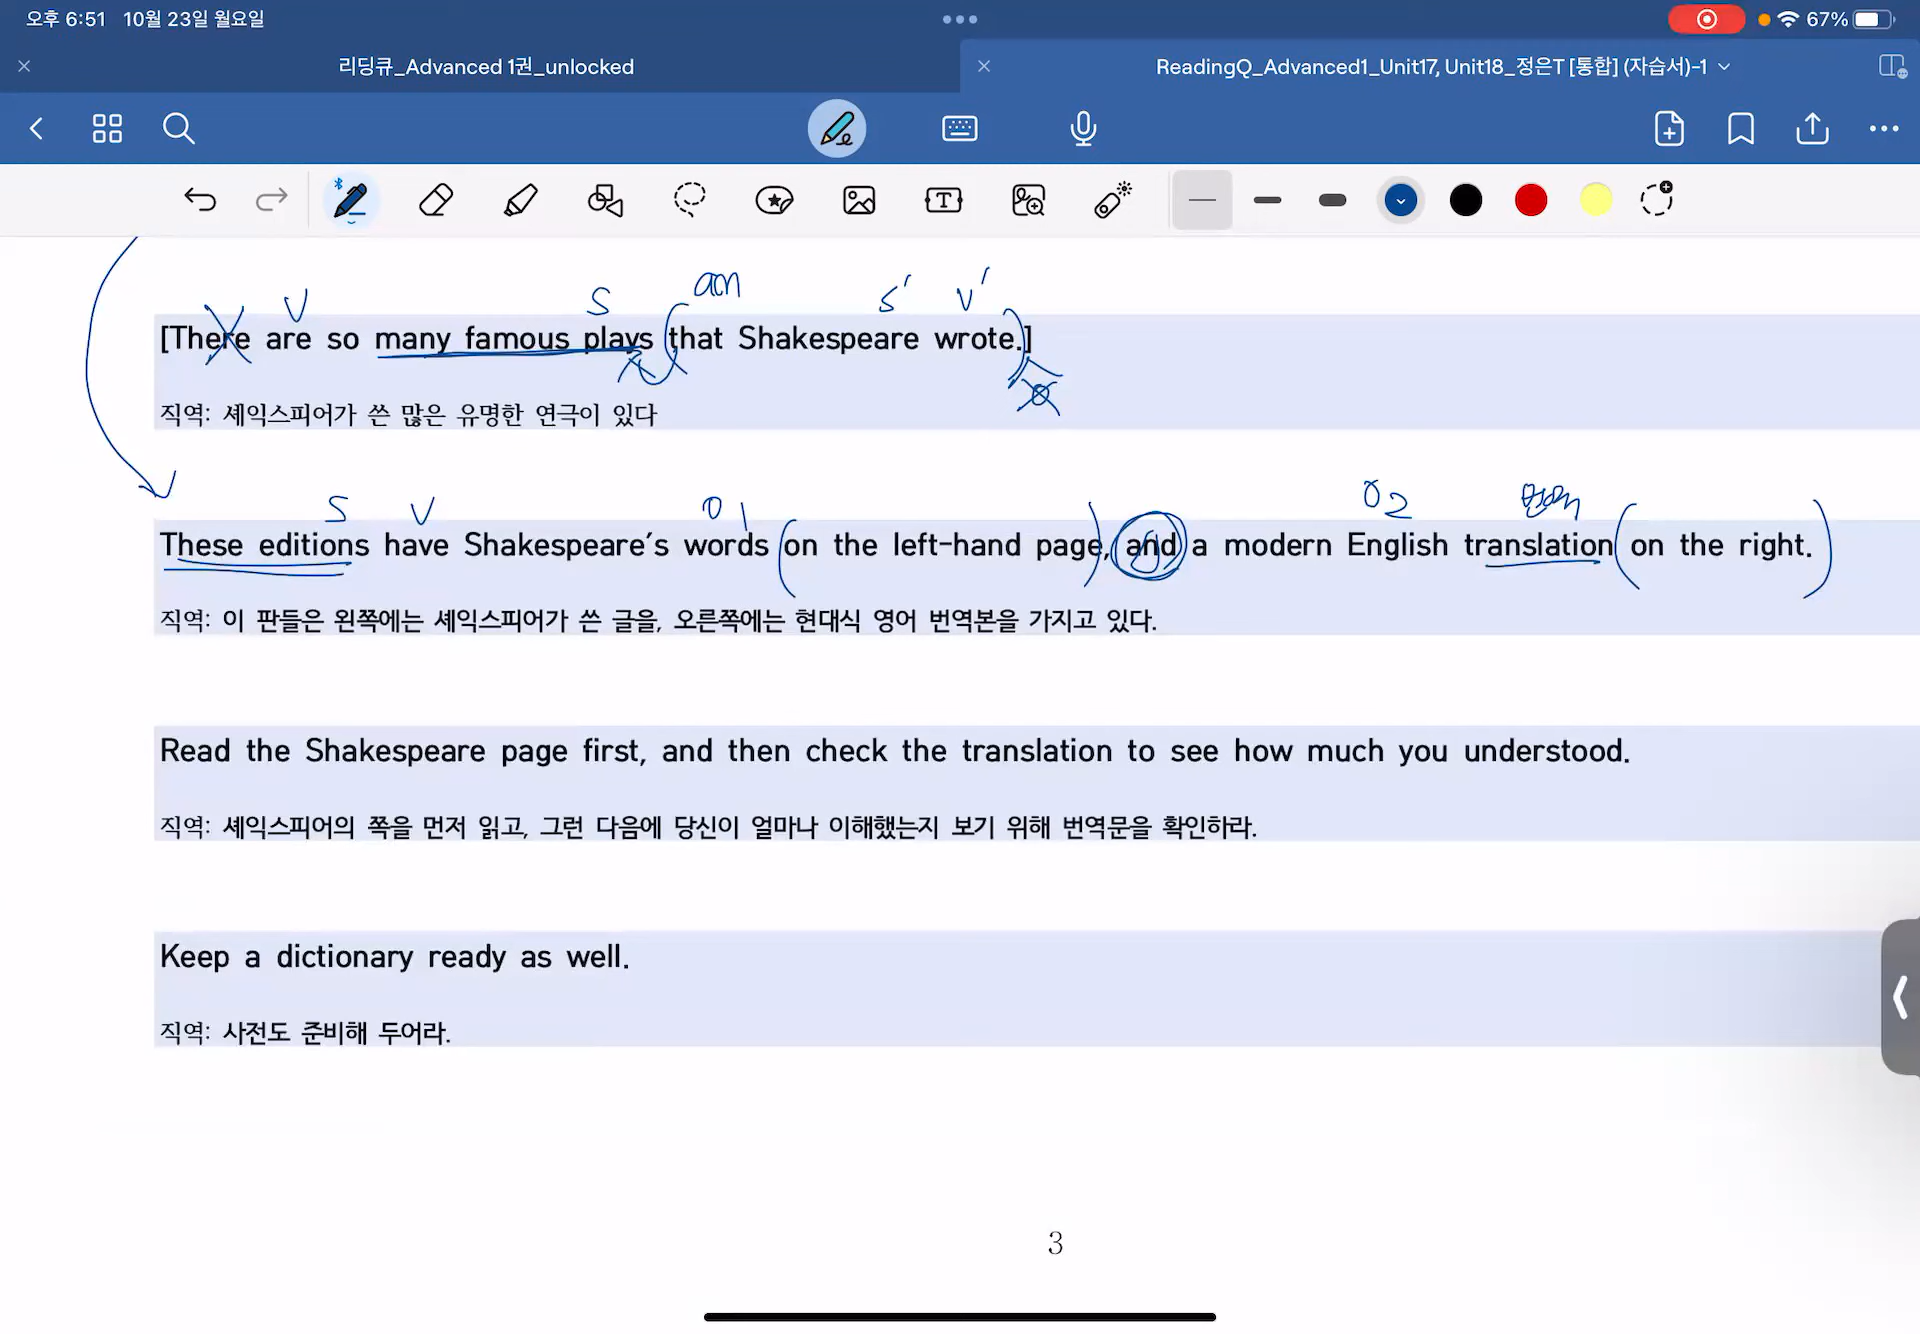 오후 6:51 10월 23일 월요일
67%
리딩큐_Advanced 1권_unlocked
ReadingQ_Advanced1_Unit17, Unit18_정은T [통합] (자습서)-1
V S am s' v'
[There are so many famous plays (that Shakespeare wrote.)]
직역: 셰익스피어가 쓴 많은 유명한 연극이 있다
S V O1 O2 번역
These editions have Shakespeare's words (on the left-hand page), and a modern English translation (on the right.)
직역: 이 판들은 왼쪽에는 셰익스피어가 쓴 글을, 오른쪽에는 현대식 영어 번역본을 가지고 있다.
Read the Shakespeare page first, and then check the translation to see how much you understood.
직역: 셰익스피어의 쪽을 먼저 읽고, 그런 다음에 당신이 얼마나 이해했는지 보기 위해 번역문을 확인하라.
Keep a dictionary ready as well.
직역: 사전도 준비해 두어라.
3